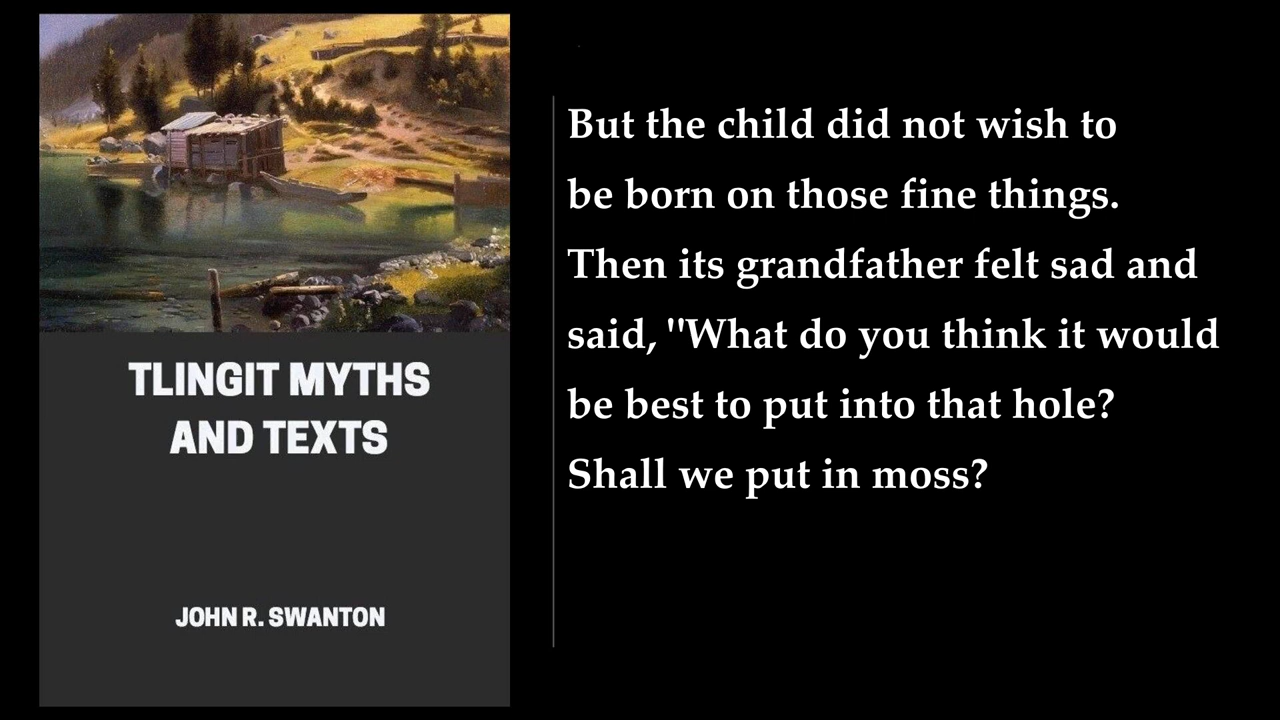 TLINGIT MYTHS
AND TEXTS
JOHN R. SWANTON
But the child did not wish to
be born on those fine things.
Then its grandfather felt sad and
said, "What do you think it would
be best to put into that hole?
Shall we put in moss?